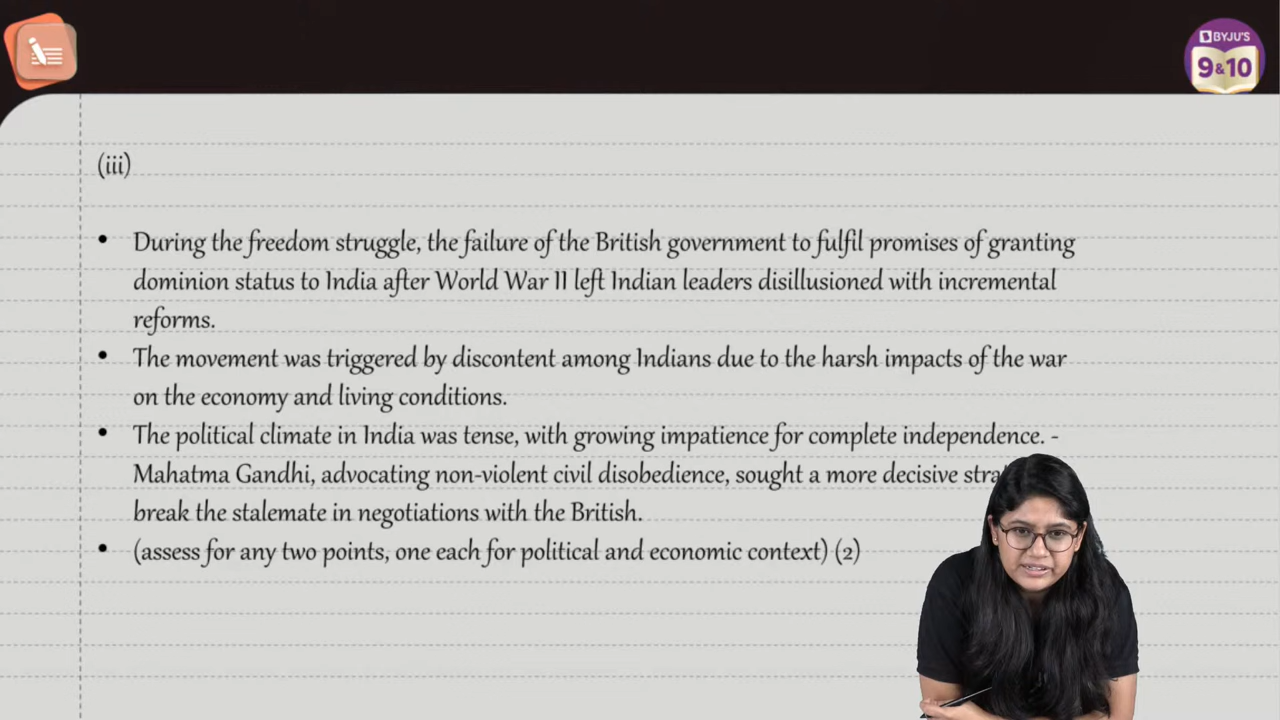 BYJU'S
9&10
(iii)
• During the freedom struggle, the failure of the British government to fulfil promises of granting
dominion status to India after World War II left Indian leaders disillusioned with incremental
reforms.
• The movement was triggered by discontent among Indians due to the harsh impacts of the war
on the economy and living conditions.
• The political climate in India was tense, with growing impatience for complete independence. -
Mahatma Gandhi, advocating non-violent civil disobedience, sought a more decisive
break the stalemate in negotiations with the British.
• (assess for any two points, one each for political and economic context) (2)